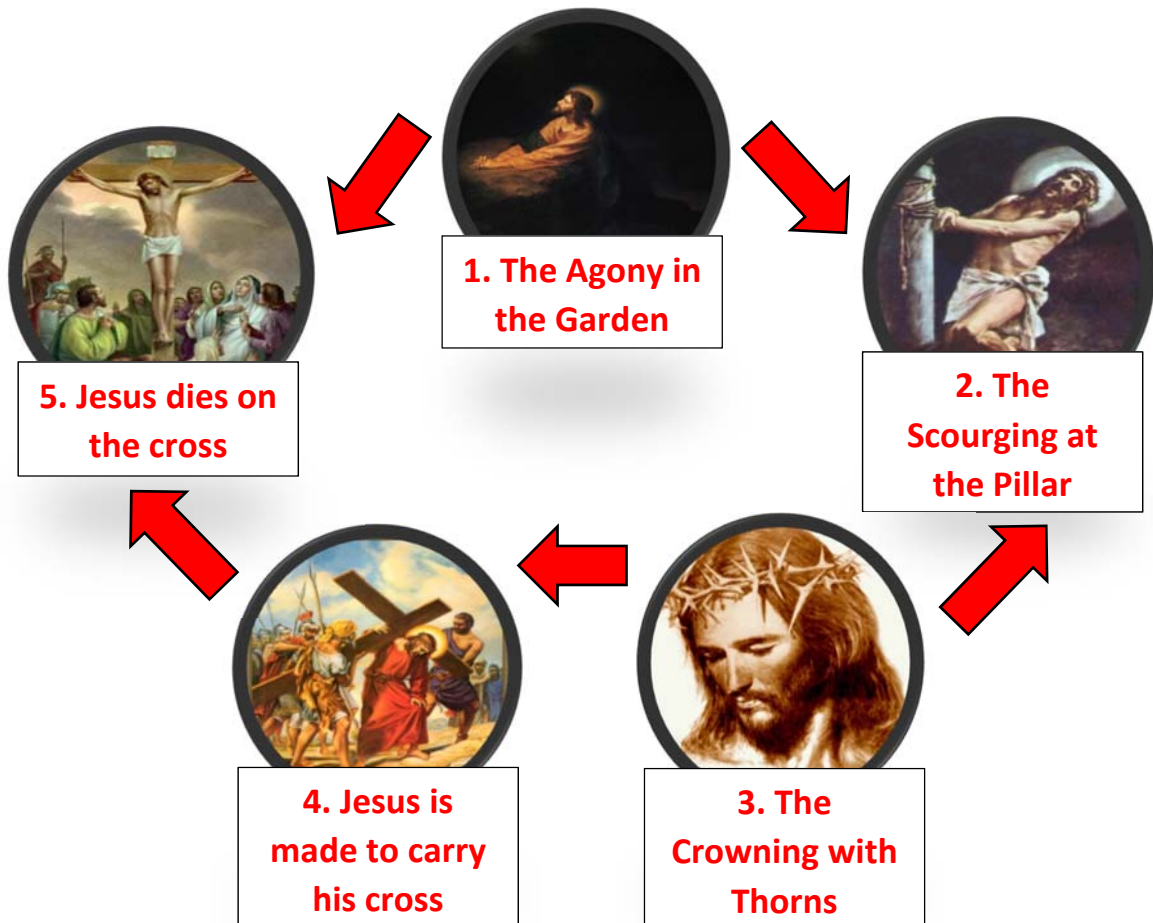 1. The Agony in
the Garden
2. The
Scourging at
the Pillar
3. The
Crowning with
Thorns
4. Jesus is
made to carry
his cross
5. Jesus dies on
the cross